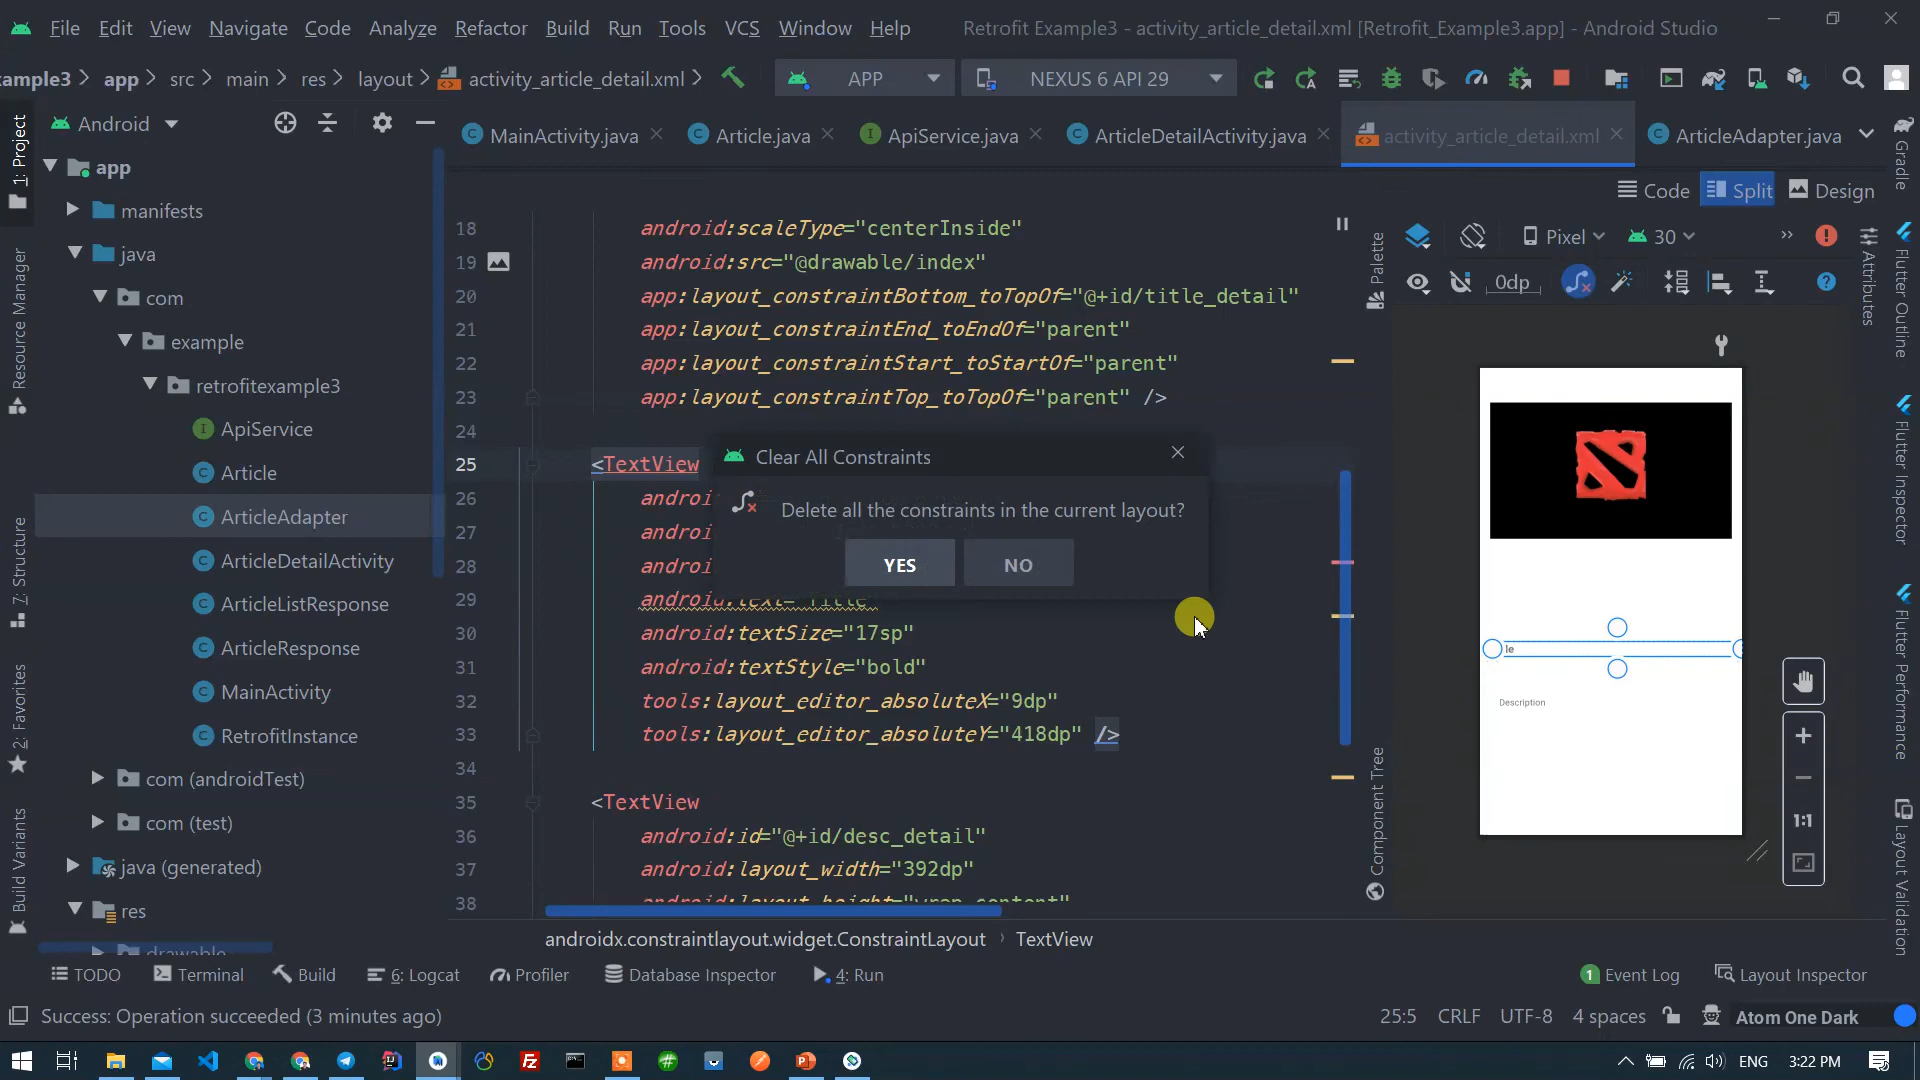 File Edit View Navigate Code Analyze Refactor Build Run Tools VCS Window Help Retrofit Example3 - activity_article_detail.xml [Retrofit_Example3.app] - Android Studio
ample3 app src main res layout activity_article_detail.xml APP NEXUS 6 API 29
Android
MainActivity.java Article.java ApiService.java ArticleDetailActivity.java activity_article_detail.xml ArticleAdapter.java
Code Split Design
Pixel 30
0dp
1: Project
Resource Manager
7: Structure
2: Favorites
Build Variants
app
manifests
java
com
example
retrofitexample3
ApiService
Article
ArticleAdapter
ArticleDetailActivity
ArticleListResponse
ArticleResponse
MainActivity
RetrofitInstance
com (androidTest)
com (test)
java (generated)
res
drawable
18 android:scaleType="centerInside"
19 android:src="@drawable/index"
20 app:layout_constraintBottom_toTopOf="@+id/title_detail"
21 app:layout_constraintEnd_toEndOf="parent"
22 app:layout_constraintStart_toStartOf="parent"
23 app:layout_constraintTop_toTopOf="parent" />
24
25 <TextView
26 androi
27 androi
28 androi
29 android:text="Title"
30 android:textSize="17sp"
31 android:textStyle="bold"
32 tools:layout_editor_absoluteX="9dp"
33 tools:layout_editor_absoluteY="418dp" />
34
35 <TextView
36 android:id="@+id/desc_detail"
37 android:layout_width="392dp"
38 android:layout_height="wrap_content"
Clear All Constraints
Delete all the constraints in the current layout?
YES NO
Palette
Component Tree
le
Description
1:1
Attributes
Gradle
Flutter Outline
Flutter Inspector
Flutter Performance
Layout Validation
androidx.constraintlayout.widget.ConstraintLayout TextView
TODO Terminal Build 6: Logcat Profiler Database Inspector 4: Run 1 Event Log Layout Inspector
Success: Operation succeeded (3 minutes ago) 25:5 CRLF UTF-8 4 spaces Atom One Dark
ENG 3:22 PM